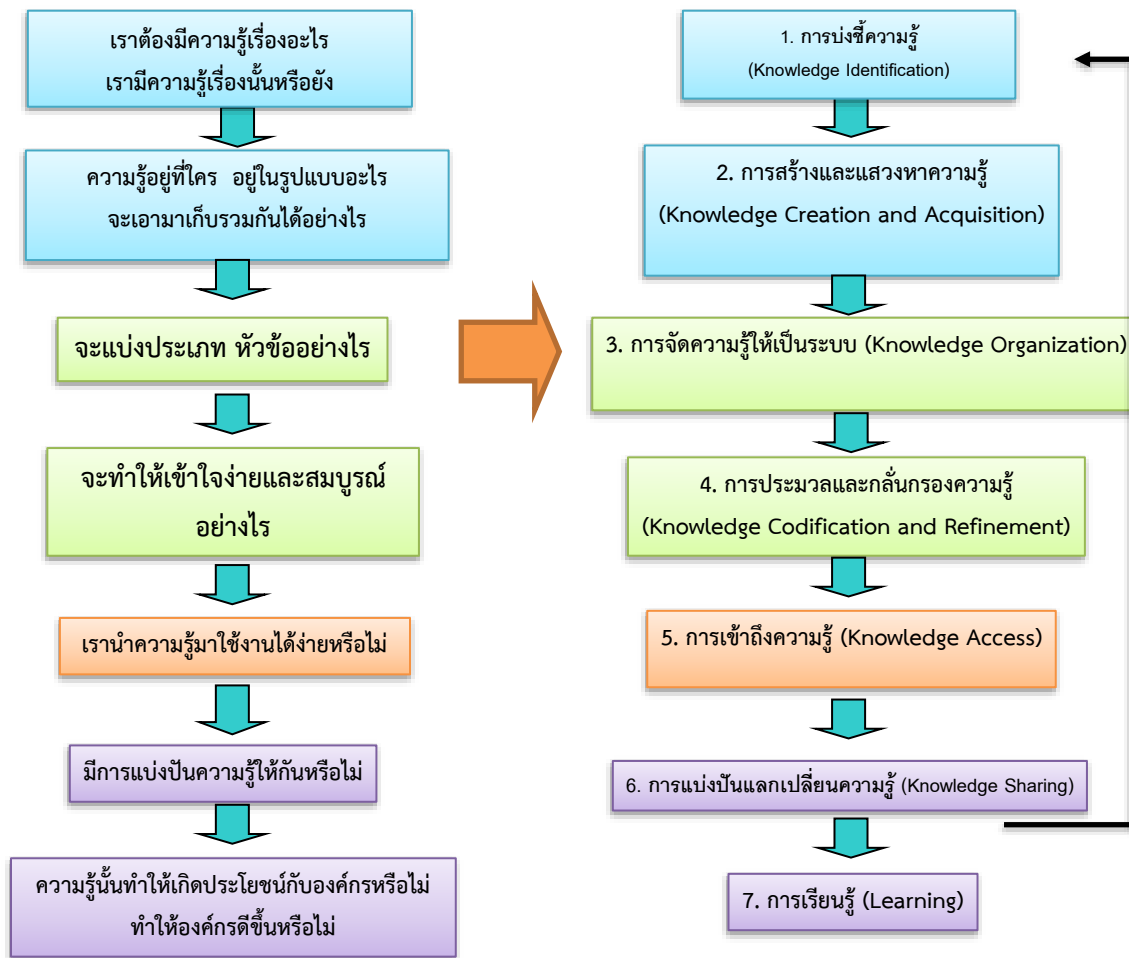 เราต้องมีความรู้เรื่องอะไร
เรามีความรู้เรื่องนั้นหรือยัง
ความรู้อยู่ที่ใคร อยู่ในรูปแบบอะไร
จะเอามาเก็บรวมกันได้อย่างไร
จะแบ่งประเภท หัวข้ออย่างไร
จะทำให้เข้าใจง่ายและสมบูรณ์
อย่างไร
เรานำความรู้มาใช้งานได้ง่ายหรือไม่
มีการแบ่งปันความรู้ให้กันหรือไม่
ความรู้นั้นทำให้เกิดประโยชน์กับองค์กรหรือไม่
ทำให้องค์กรดีขึ้นหรือไม่
1. การบ่งชี้ความรู้
(Knowledge Identification)
2. การสร้างและแสวงหาความรู้
(Knowledge Creation and Acquisition)
3. การจัดความรู้ให้เป็นระบบ (Knowledge Organization)
4. การประมวลและกลั่นกรองความรู้
(Knowledge Codification and Refinement)
5. การเข้าถึงความรู้ (Knowledge Access)
6. การแบ่งปันแลกเปลี่ยนความรู้ (Knowledge Sharing)
7. การเรียนรู้ (Learning)